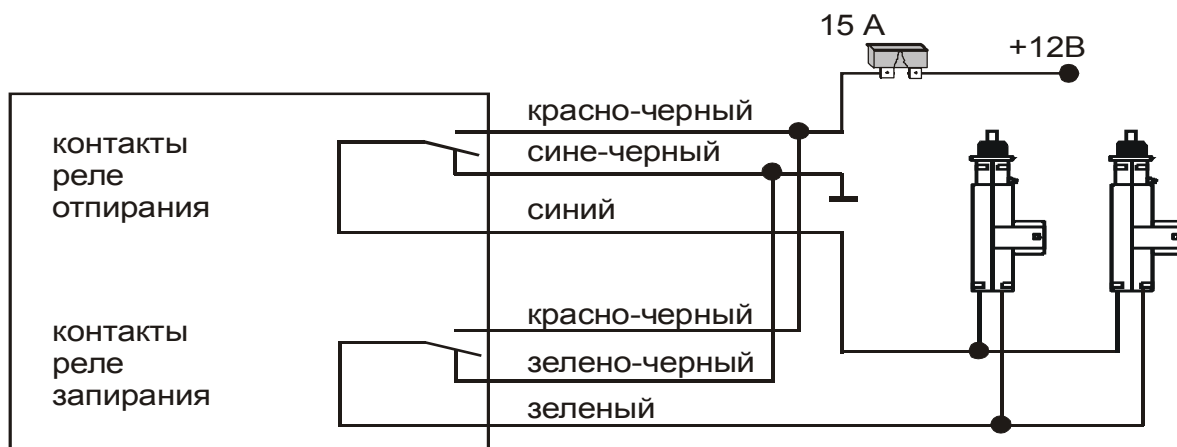 15 А
+12В
красно-черный
контакты
реле
отпирания
сине-черный
синий
красно-черный
контакты
реле
запирания
зелено-черный
зеленый